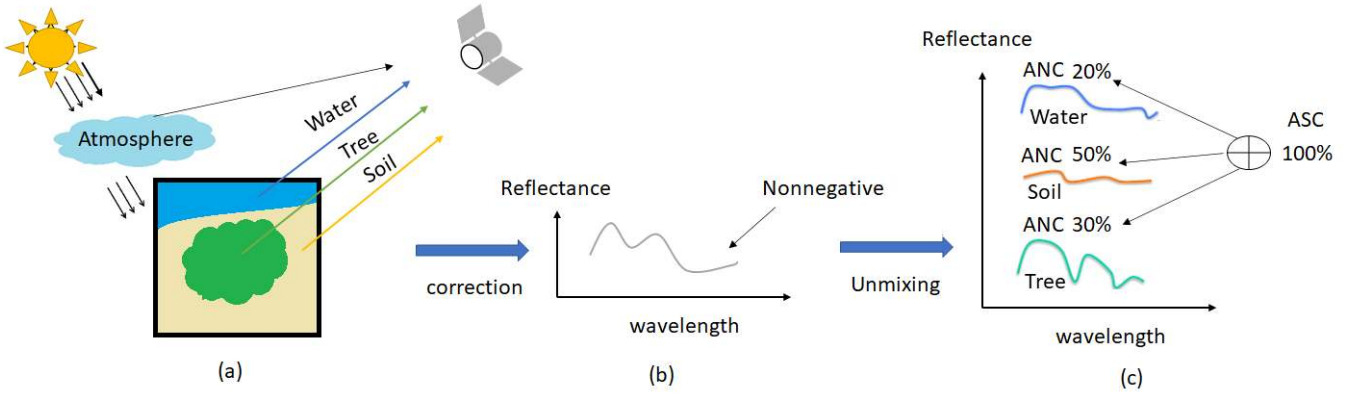 Atmosphere
Water
Tree
Soil
(a)
correction
Reflectance
Nonnegative
wavelength
(b)
Unmixing
Reflectance
ANC 20%
Water
ANC 50%
Soil
ANC 30%
Tree
ASC
100%
wavelength
(c)